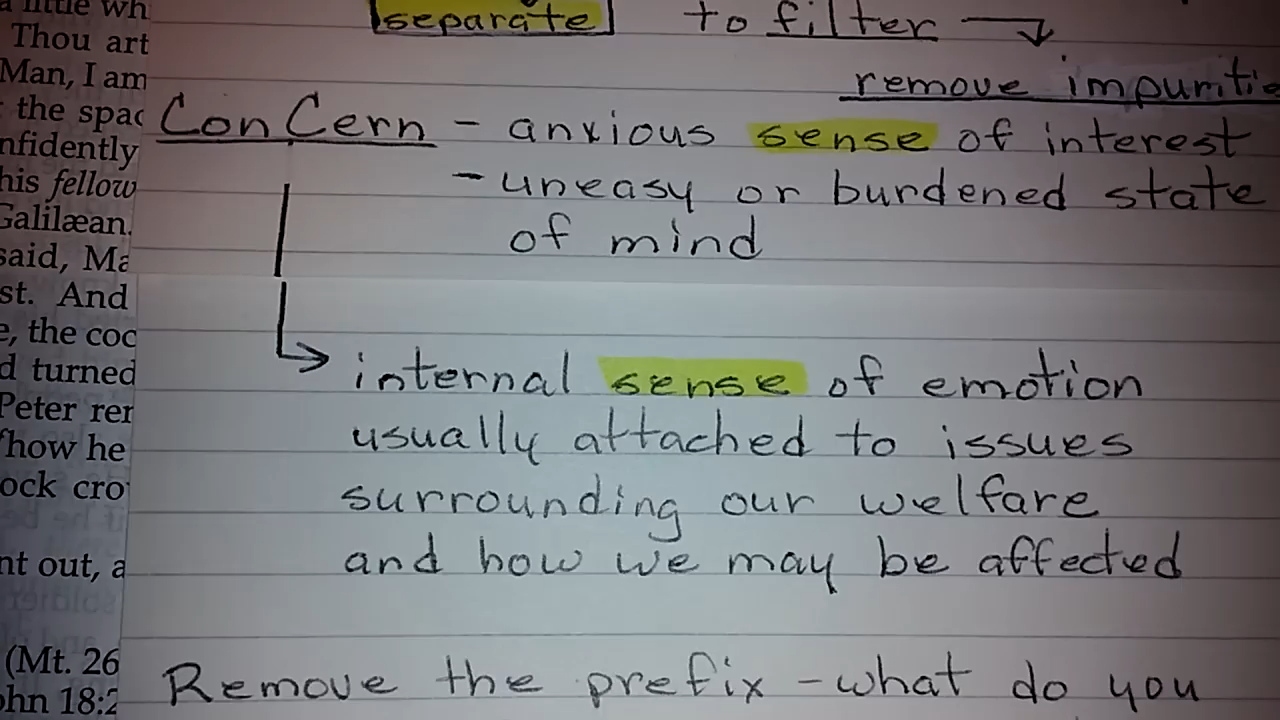 a little wh
Thou art
Man, I am
the spac
nfidently
his fellow
Galilæan.
said, Ma
st. And
e, the coc
d turned
Peter rer
how he
ock cro
nt out, a
(Mt. 26
ohn 18:2
separate to filter →
remove impuritie
ConCern - anxious sense of interest
- uneasy or burdened state
of mind
→ internal sense of emotion
usually attached to issues
surrounding our welfare
and how we may be affected
Remove the prefix - what do you